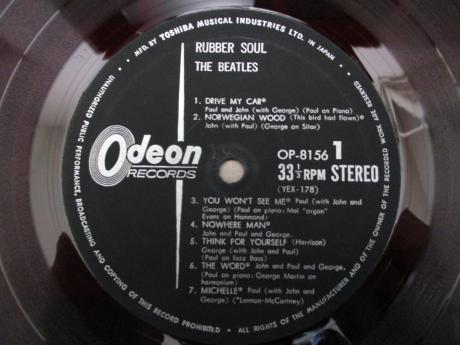 MFD. BY TOSHIBA MUSICAL INDUSTRIES LTD. IN JAPAN.
ALL RIGHTS OF THE MANUFACTURER AND OF THE OWNER OF THE RECORDED WORK ARE RESERVED
UNAUTHORIZED PUBLIC PERFORMANCE, BROADCASTING AND COPYING OF THIS RECORD PROHIBITED
RUBBER SOUL
THE BEATLES
1. DRIVE MY CAR*
Paul and John (with George) (Paul on Piano)
2. NORWEGIAN WOOD (This bird had flown)*
John (with Paul) (George on Sitar)
Odeon
RECORDS
OP-8156 1
33⅓RPM STEREO
(YEX-178)
3. YOU WON'T SEE ME* Paul (with John and
George) (Paul on piano: Mal "organ"
Evans on Hammond)
4. NOWHERE MAN*
John and Paul and George.
5. THINK FOR YOURSELF (Harrison)
George (with John and Paul)
(Paul on fuzz Bass)
6. THE WORD* John and Paul and George.
(Paul on piano: George Martin on
harmonium)
7. MICHELLE* Paul (with John and
George) (*Lennon-McCartney)